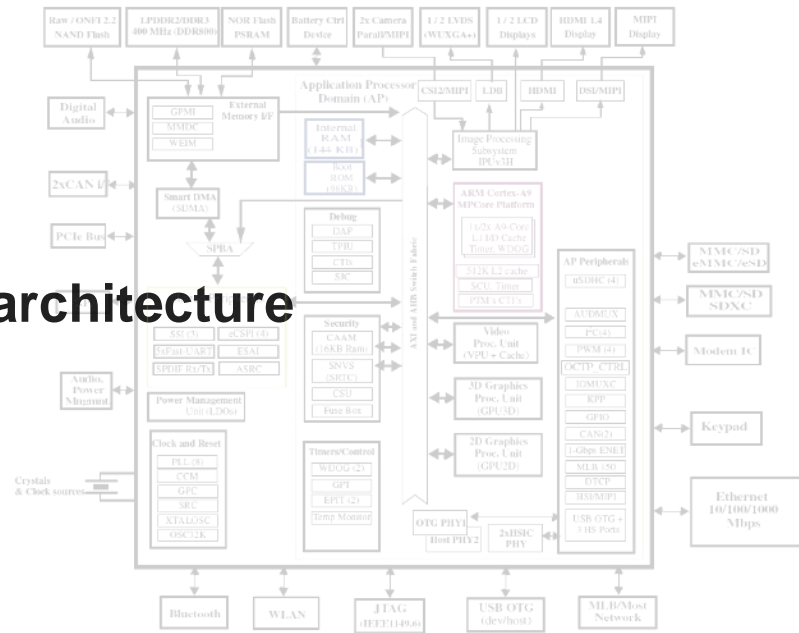 Raw / ONFI 2.2
NAND Flash
LPDDR2/DDR3
400 MHz (DDR800)
NOR Flash
PSRAM
Battery Ctrl
Device
2x Camera
Parall/MIPI
1 / 2 LVDS
(WUXGA+)
1 / 2 LCD
Displays
HDMI 1.4
Display
MIPI
Display
Application Processor
Domain (AP)
CSI2/MIPI
LDB
HDMI
DSI/MIPI
Digital
Audio
External
Memory I/F
GPMI
MMDC
WEIM
Internal
RAM
(144 KB)
Boot
ROM
(96KB)
Image Processing
Subsystem
IPUv3H
2xCAN I/F
Smart DMA
(SDMA)
ARM Cortex-A9
MPCore Platform
(1/2x A9-Core
L1 I/D Cache
Timer, WDOG
512K L2 cache
SCU, Timer
PTM's CTI's
PCIe Bus
SPBA
Debug
DAP
TPIU
CTIs
SJC
AXI and AHB Switch Fabric
AP Peripherals
uSDHC (4)
AUDMUX
I²C(4)
PWM (4)
OCTP_CTRL
IOMUXC
KPP
GPIO
CAN(2)
1-Gbps ENET
MLB 150
DTCP
HSI/MIPI
USB OTG +
3 HS Ports
MMC/SD
eMMC/eSD
MMC/SD
SDXC
Modem IC
Keypad
Ethernet
10/100/1000
Mbps
architecture
SSI (3)
eCSPI (4)
5xFast-UART
ESAI
SPDIF Rx/Tx
ASRC
Security
CAAM
(16KB Ram)
SNVS
(SRTC)
CSU
Fuse Box
Video
Proc. Unit
(VPU + Cache)
3D Graphics
Proc. Unit
(GPU3D)
2D Graphics
Proc. Unit
(GPU2D)
Audio,
Power
Mngmnt
Power Management
Unit (LDOs)
Clock and Reset
PLL (8)
CCM
GPC
SRC
XTALOSC
OSC32K
Timers/Control
WDOG (2)
GPT
EPIT (2)
Temp Monitor
Crystals
& Clock sources
OTG PHY1
Host PHY2
2xHSIC
PHY
Bluetooth
WLAN
JTAG
(IEEE1149.6)
USB OTG
(dev/host)
MLB/Most
Network